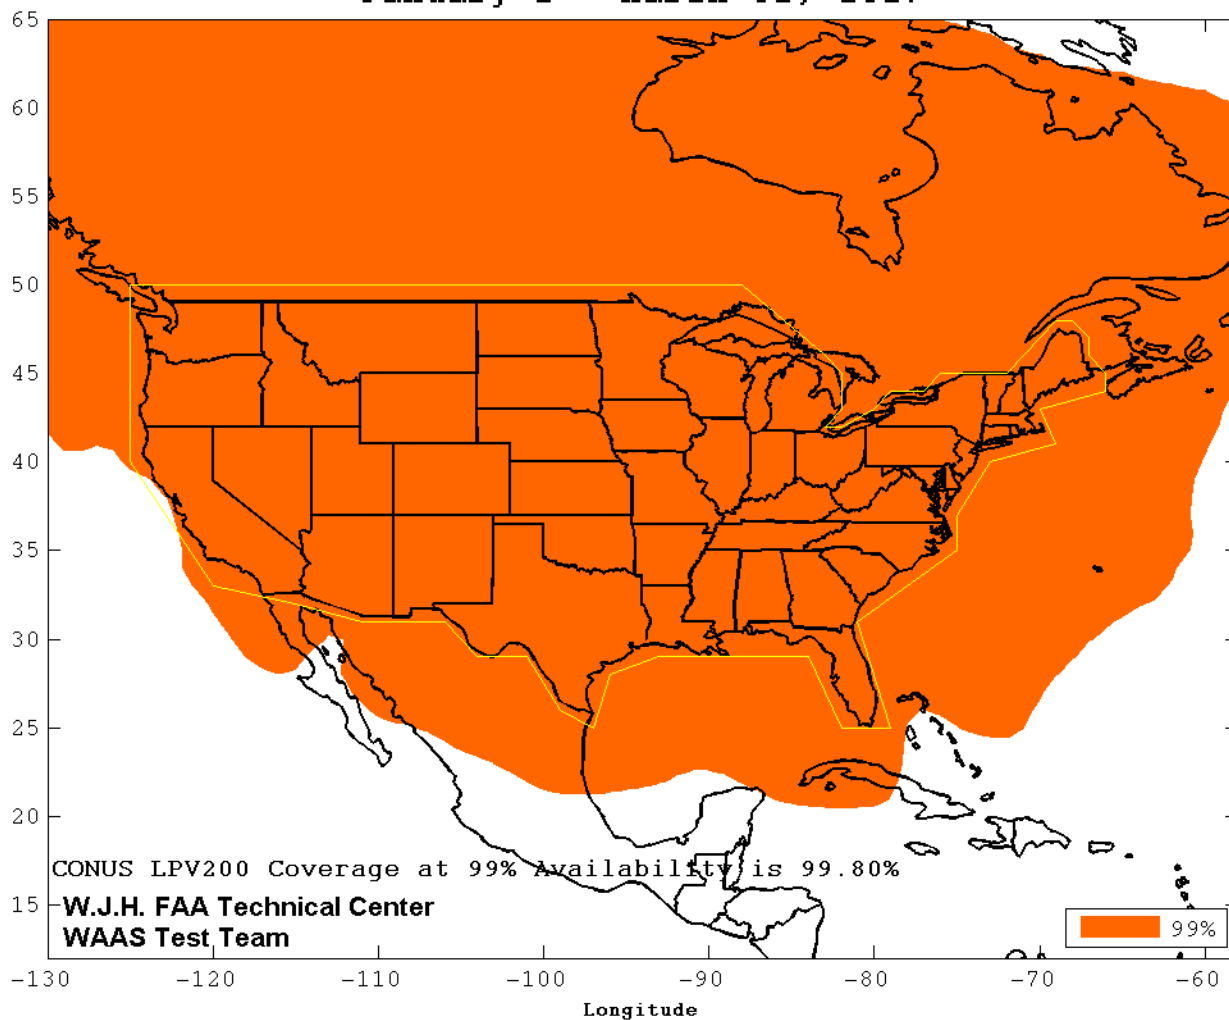 65
60
55
50
45
40
35
30
25
20
15
CONUS LPV200 Coverage at 99% Availability is 99.80%
W.J.H. FAA Technical Center
WAAS Test Team
99%
-130 -120 -110 -100 -90 -80 -70 -60
Longitude